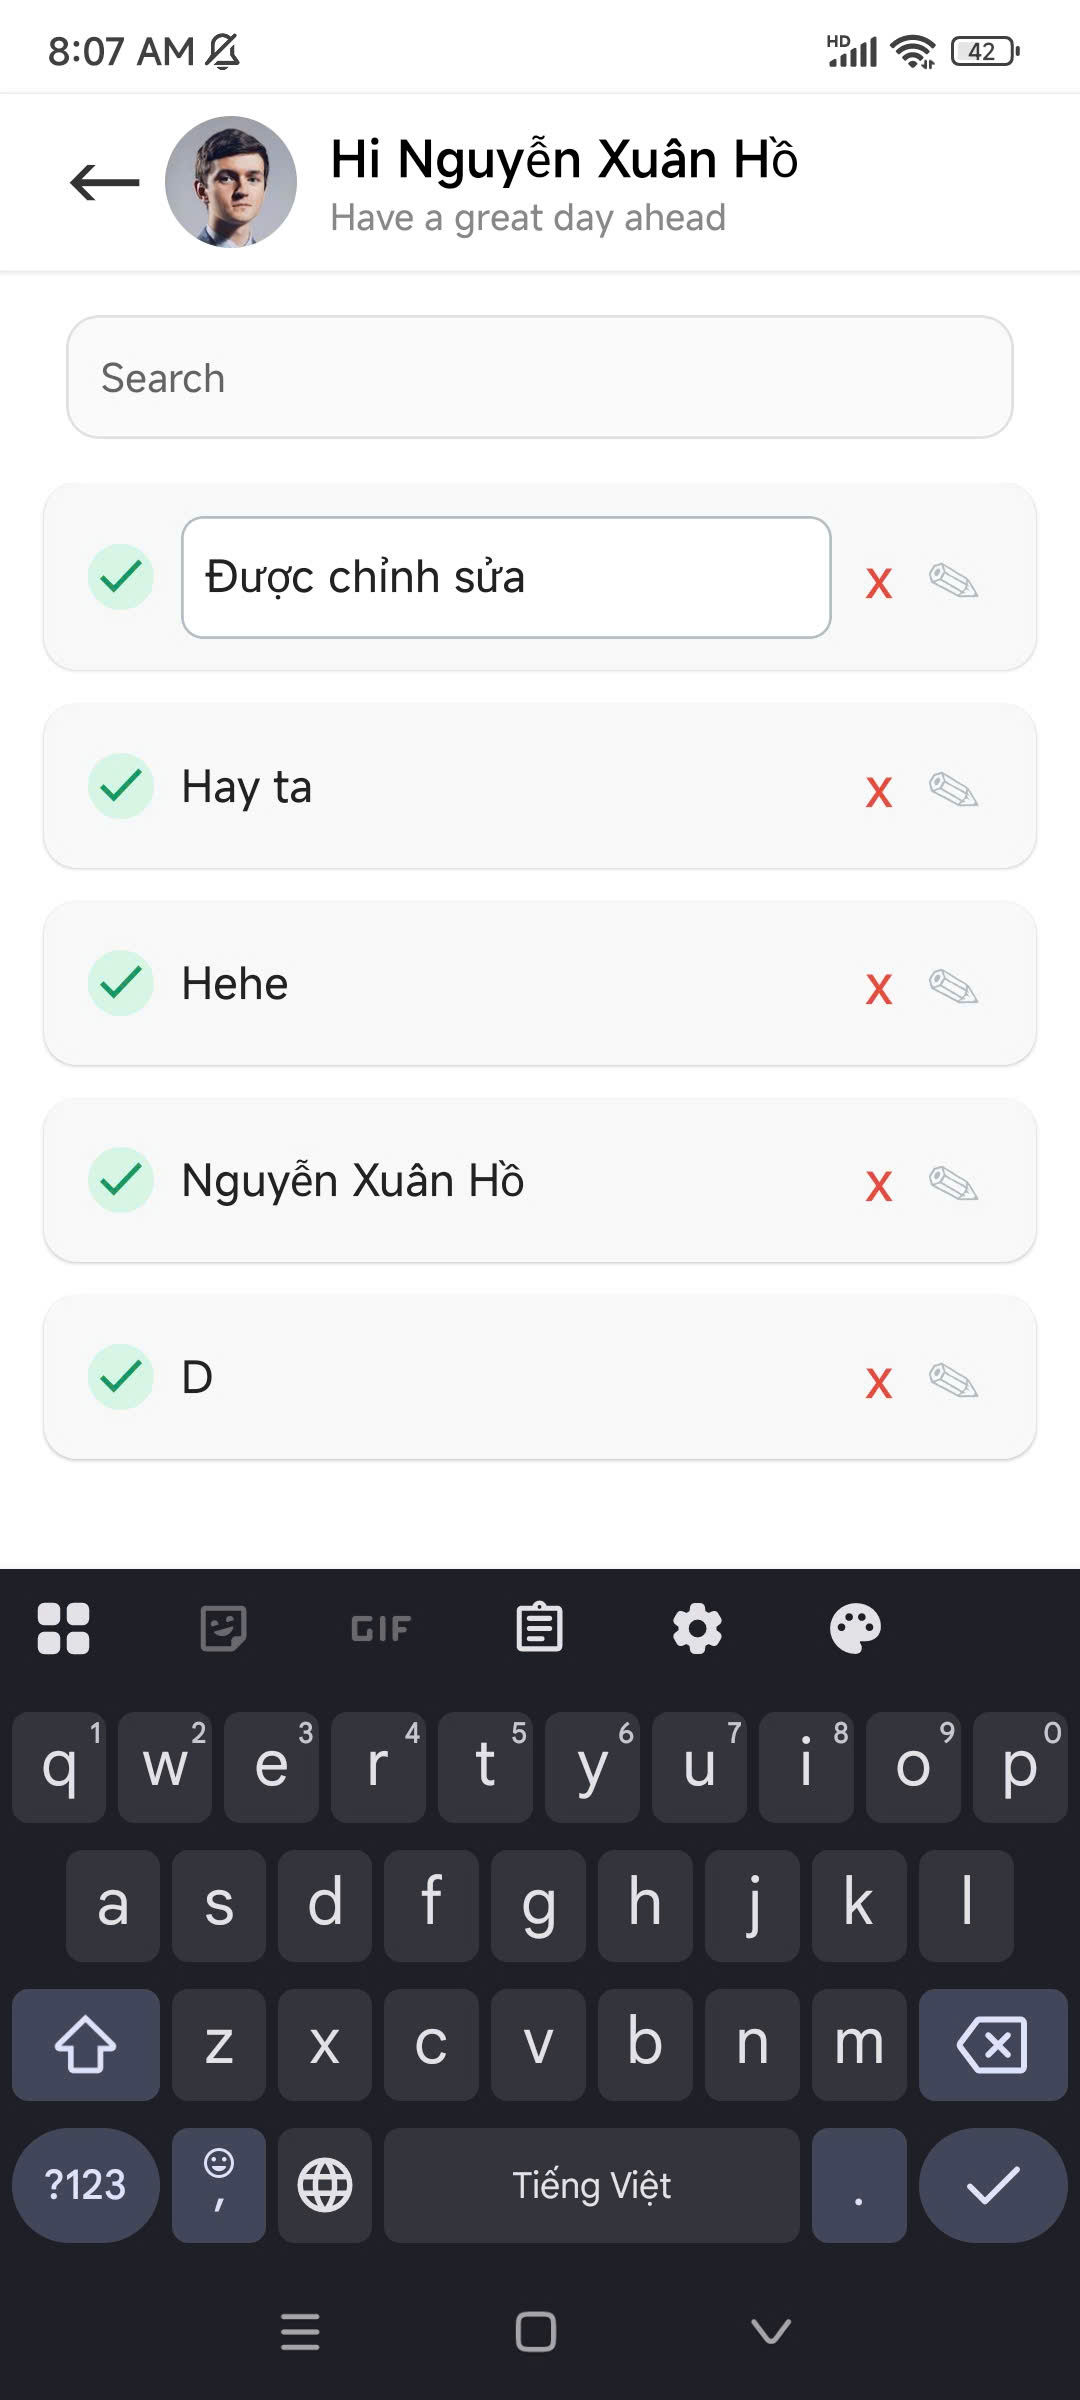 8:07 AM
HD
42
Hi Nguyễn Xuân Hồ
Have a great day ahead
Search
Được chỉnh sửa
x
Hay ta
x
Hehe
x
Nguyễn Xuân Hồ
x
D
x
GIF
q 1 w 2 e 3 r 4 t 5 y 6 u 7 i 8 o 9 p 0
a s d f g h j k l
z x c v b n m
?123 , Tiếng Việt .